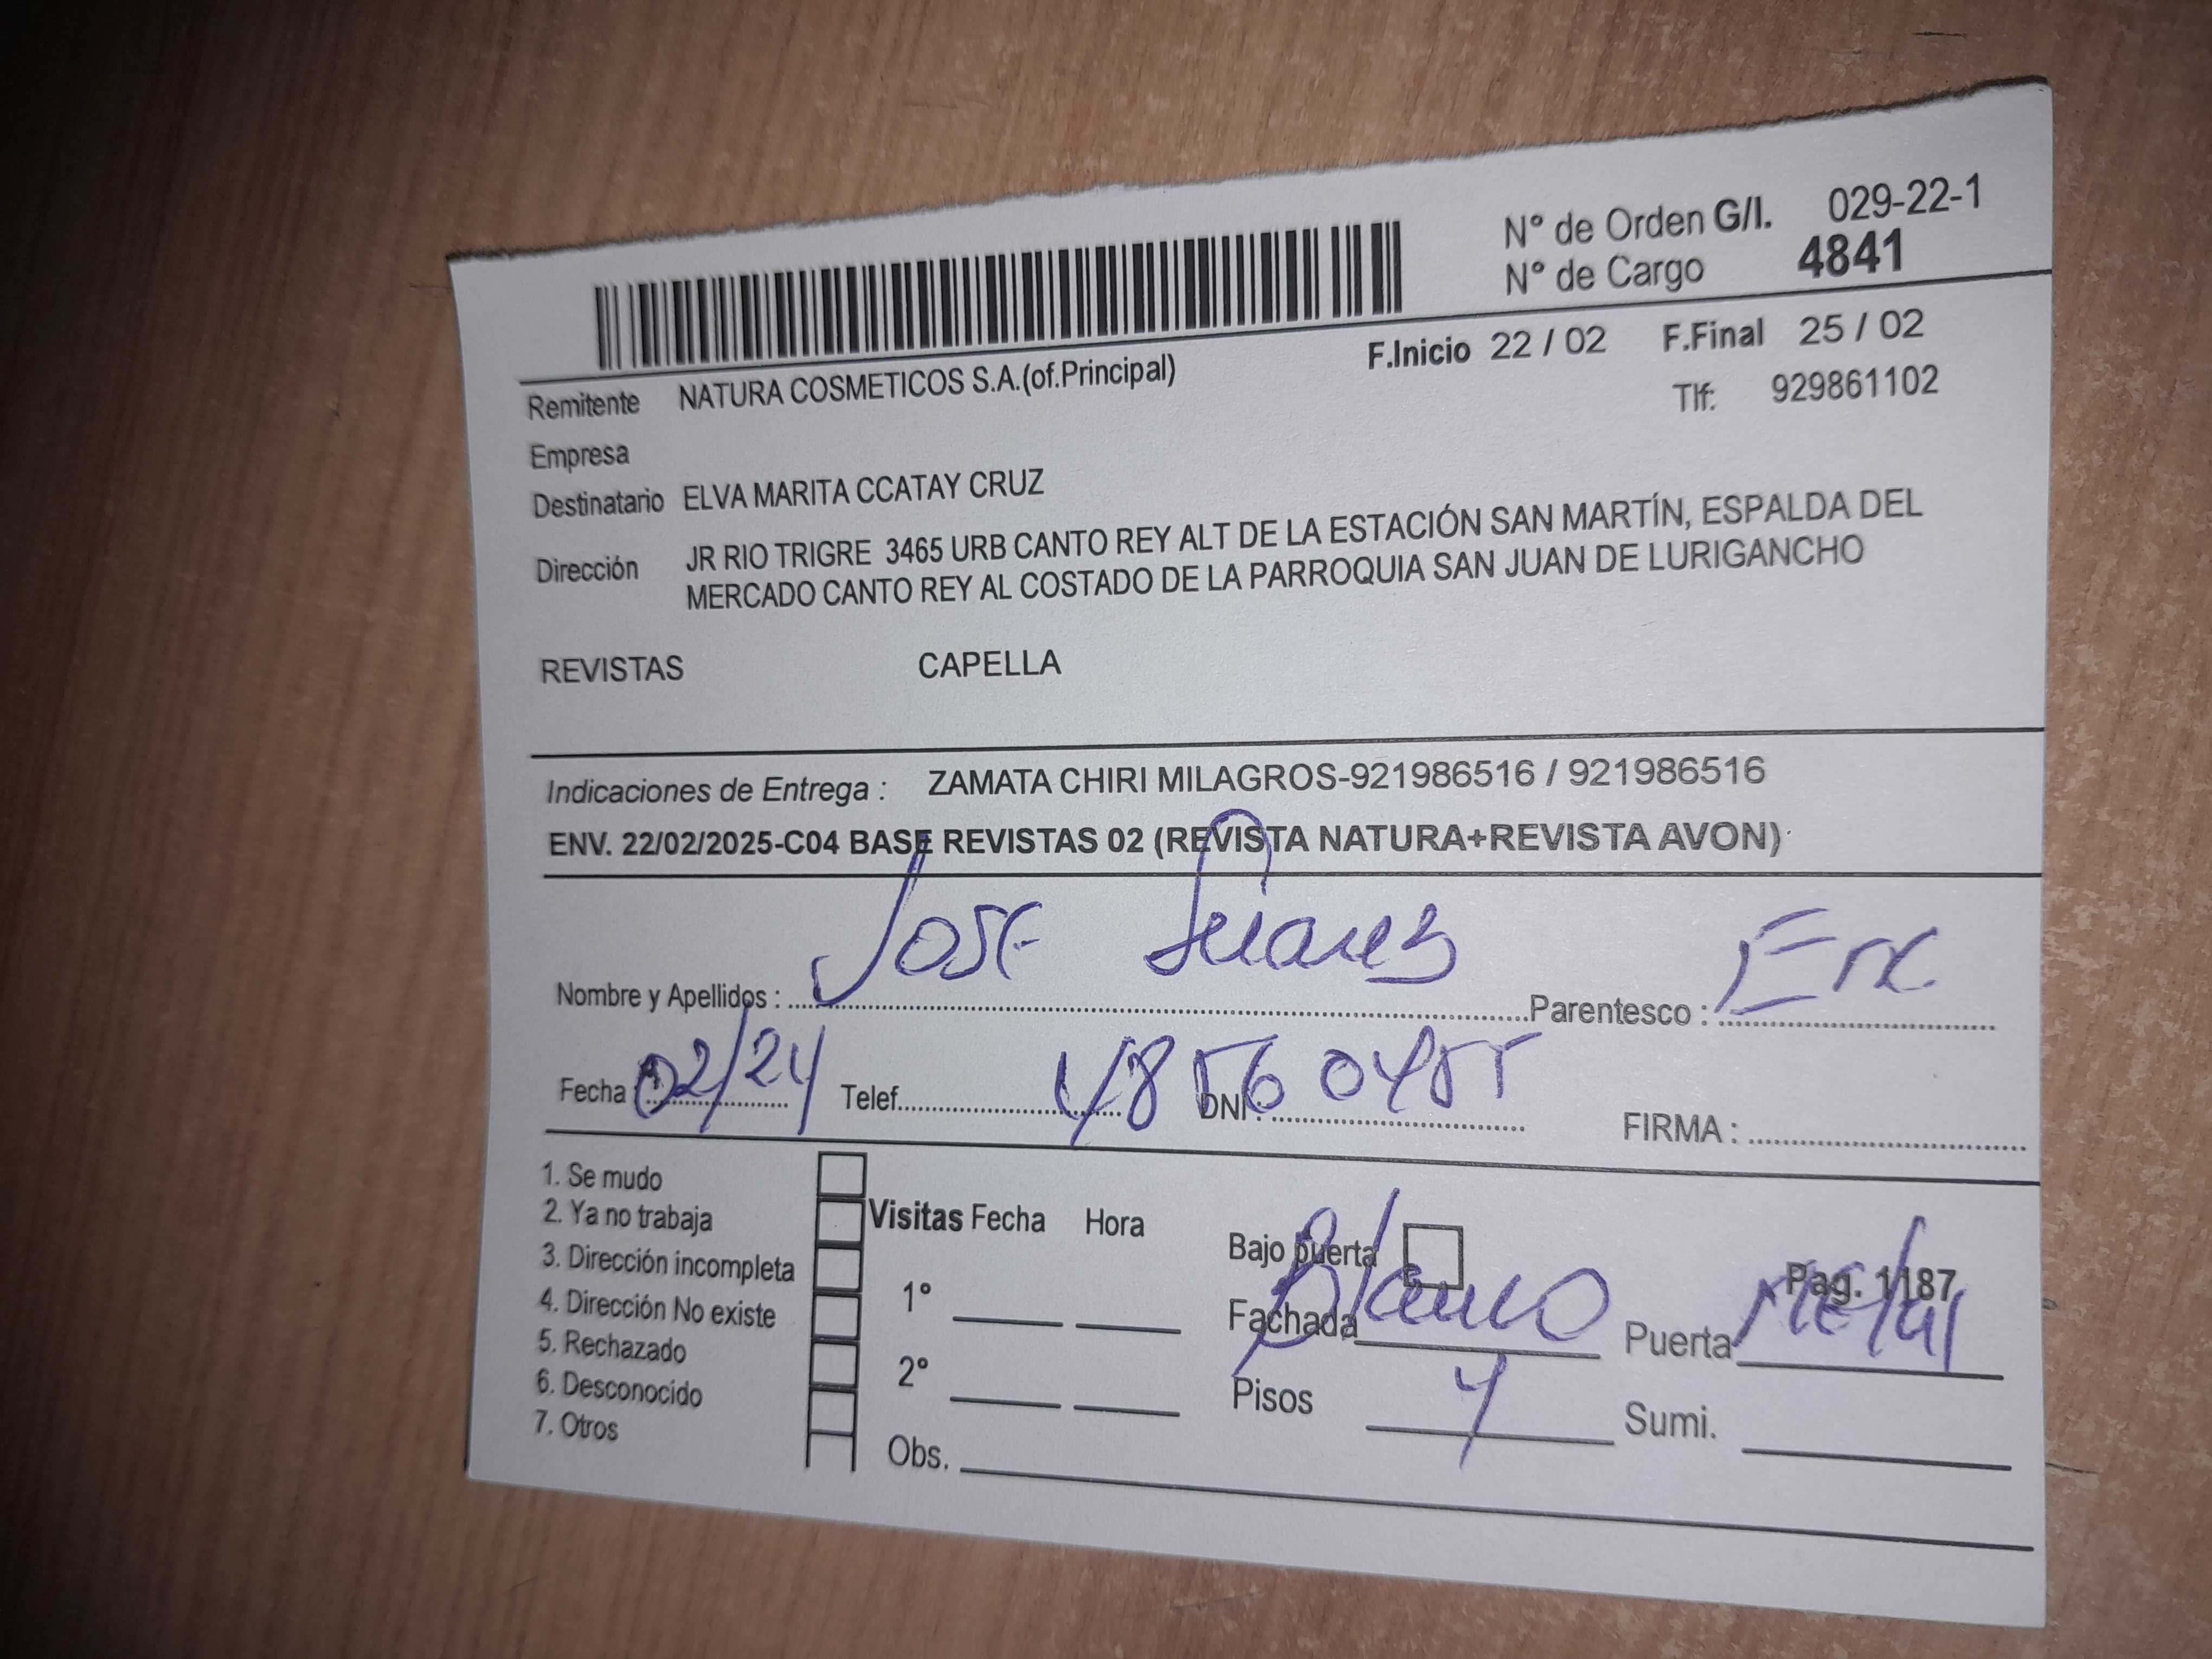 N° de Orden G/I. 029-22-1
N° de Cargo 4841
F.Inicio 22 / 02 F.Final 25 / 02
Remitente NATURA COSMETICOS S.A.(of.Principal)
Tlf: 929861102
Empresa
Destinatario ELVA MARITA CCATAY CRUZ
Dirección JR RIO TRIGRE 3465 URB CANTO REY ALT DE LA ESTACIÓN SAN MARTÍN, ESPALDA DEL
MERCADO CANTO REY AL COSTADO DE LA PARROQUIA SAN JUAN DE LURIGANCHO
REVISTAS CAPELLA
Indicaciones de Entrega : ZAMATA CHIRI MILAGROS-921986516 / 921986516
ENV. 22/02/2025-C04 BASE REVISTAS 02 (REVISTA NATURA+REVISTA AVON)
Nombre y Apellidos : Jose Suarez Parentesco : Enc.
Fecha 02/24 Telef. DNI : 48560455 FIRMA :
1. Se mudo
2. Ya no trabaja
3. Dirección incompleta
4. Dirección No existe
5. Rechazado
6. Desconocido
7. Otros
Visitas Fecha Hora
1°
2°
Obs.
Bajo puerta
Pag. 1187
Fachada Blanco Puerta Metal
Pisos 4 Sumi.